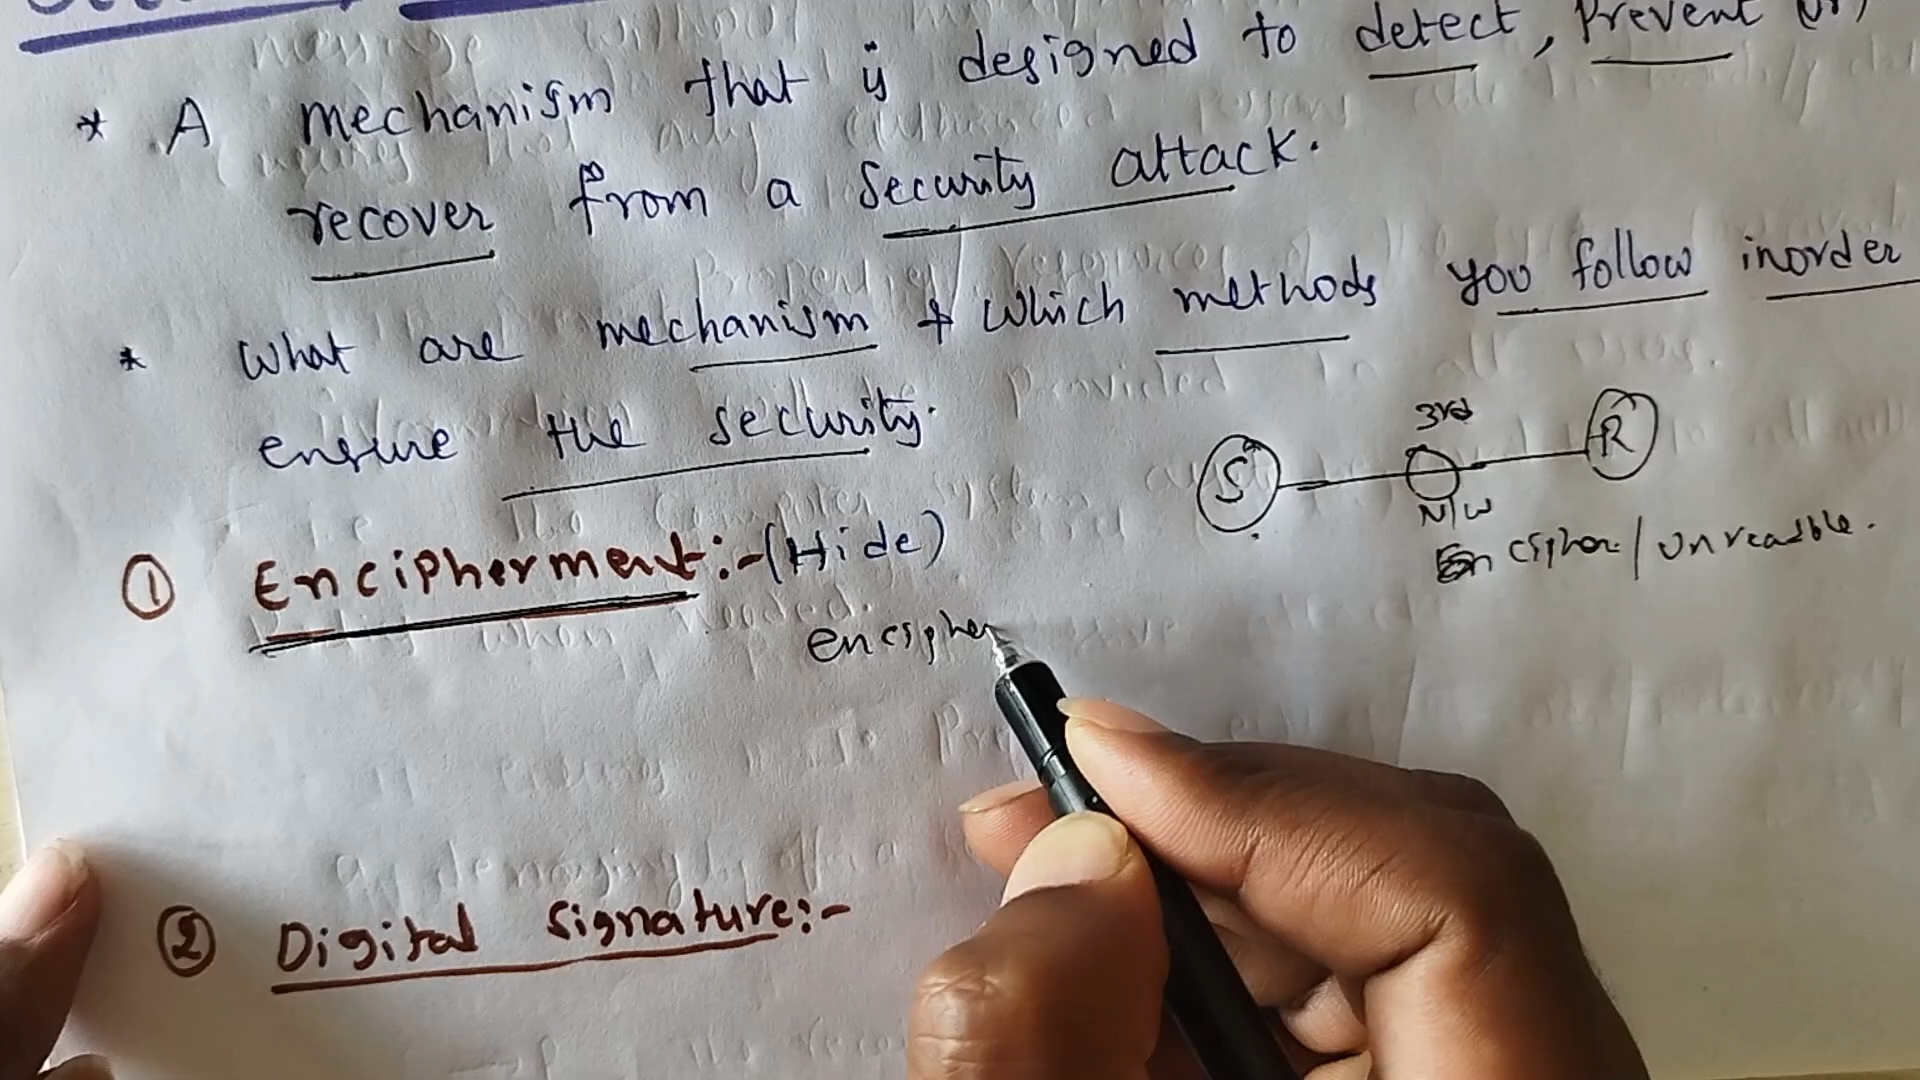 * A mechanism that is designed to detect, Prevent (or)
recover from a security attack.
* What are mechanism & which methods you follow inorder
ensure the security.
3rd
S R
N/W
Encipher / unreadable.
① Encipherment:- (Hide)
encipher
② Digital signature:-